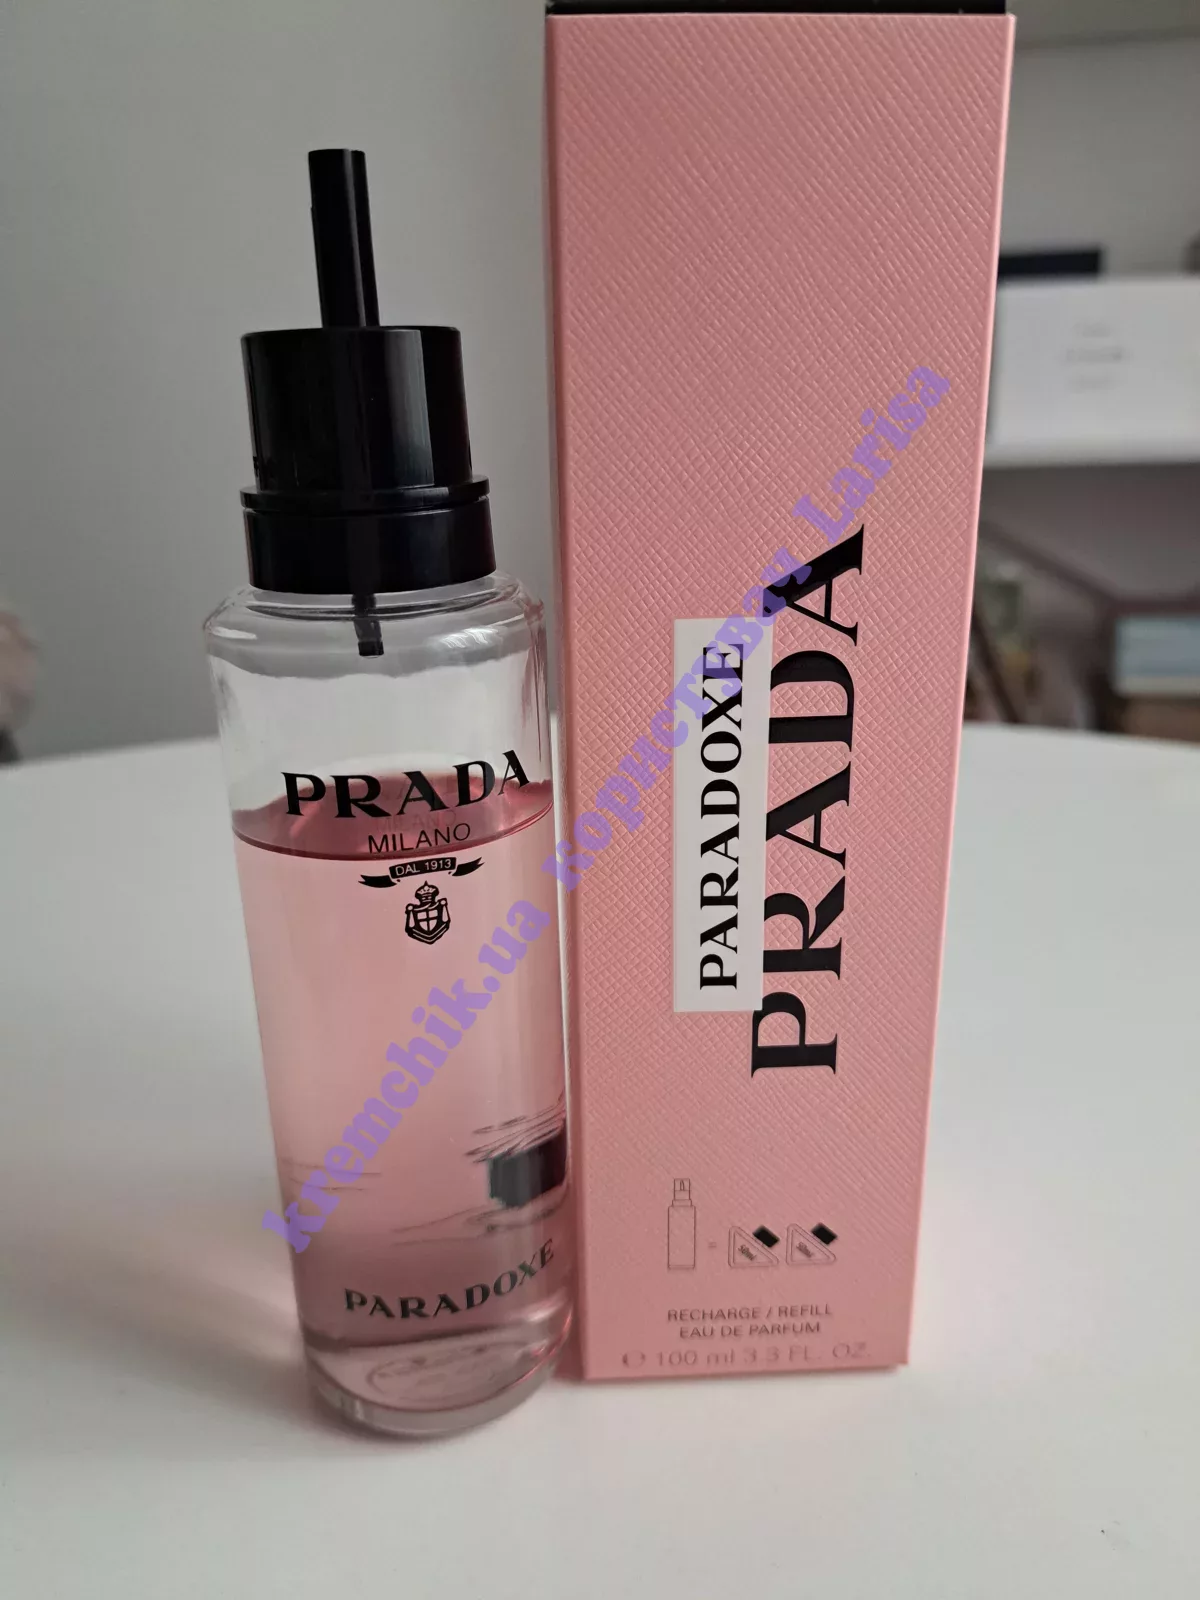 PRADA
MILANO
DAL 1913
PARADOXE
PARADOXE
PRADA
RECHARGE / REFILL
EAU DE PARFUM
℮ 100 ml 3.3 FL. OZ.
kremchik.ua Користувач Larisa